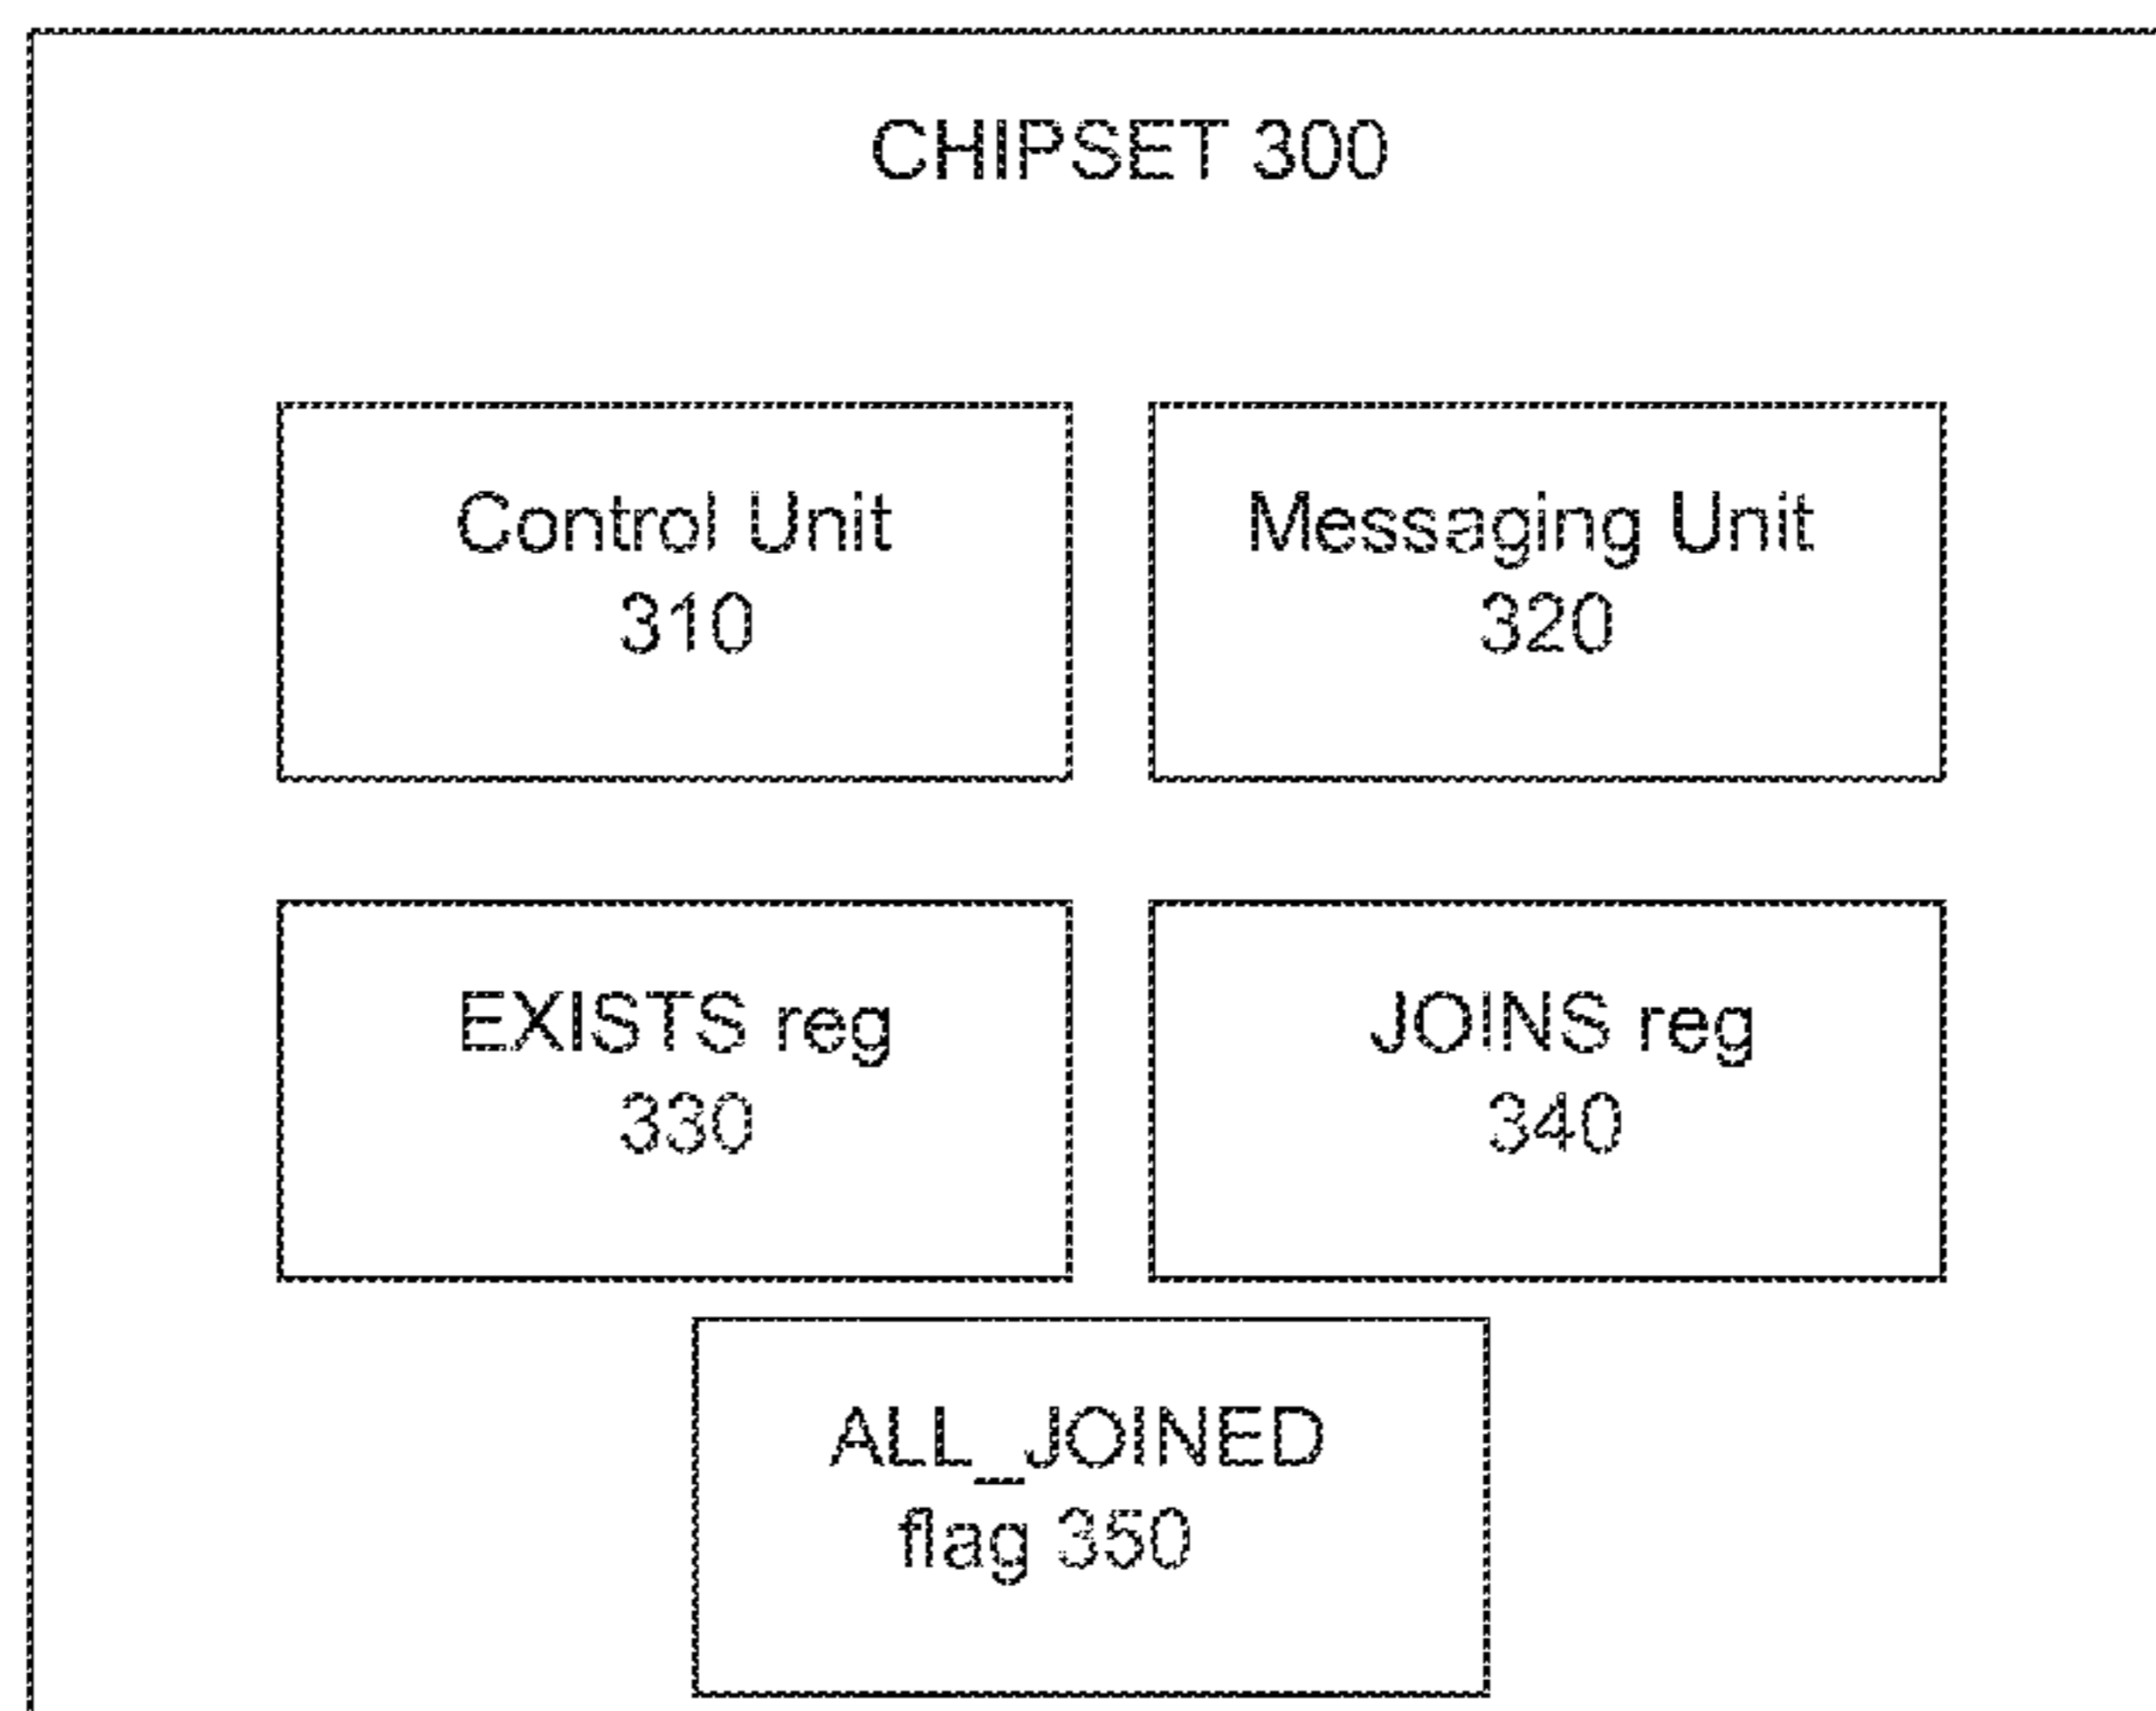 CHIPSET 300
Control Unit
310
Messaging Unit
320
EXISTS reg
330
JOINS reg
340
ALL_JOINED
flag 350